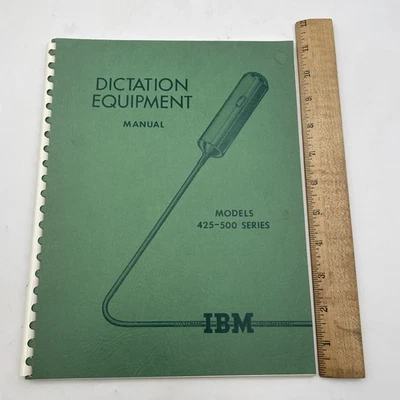 DICTATION
EQUIPMENT
MANUAL
MODELS
425-500 SERIES
IBM